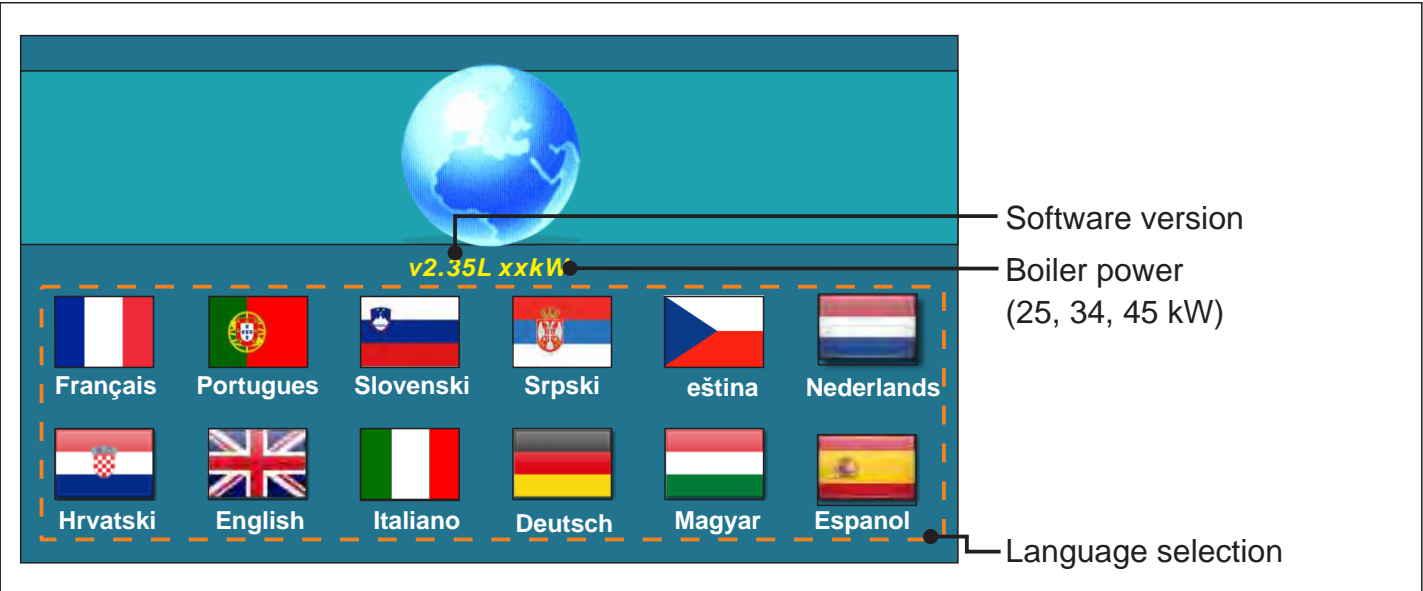 Software version
v2.35L xxkW
Boiler power
(25, 34, 45 kW)
Français Portugues Slovenski Srpski eština Nederlands
Hrvatski English Italiano Deutsch Magyar Espanol
Language selection